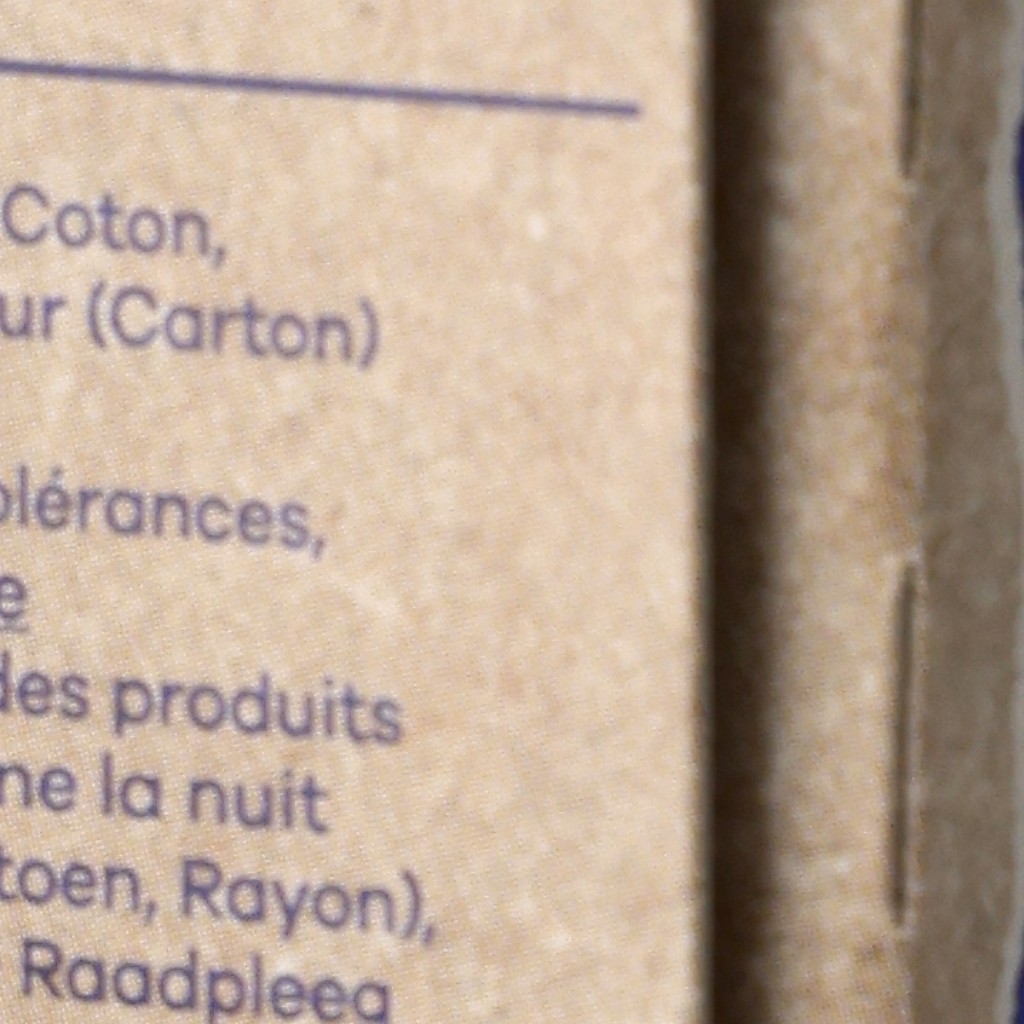 Coton,
ur (Carton)
olérances,
e
des produits
ne la nuit
toen, Rayon),
Raadpleeg